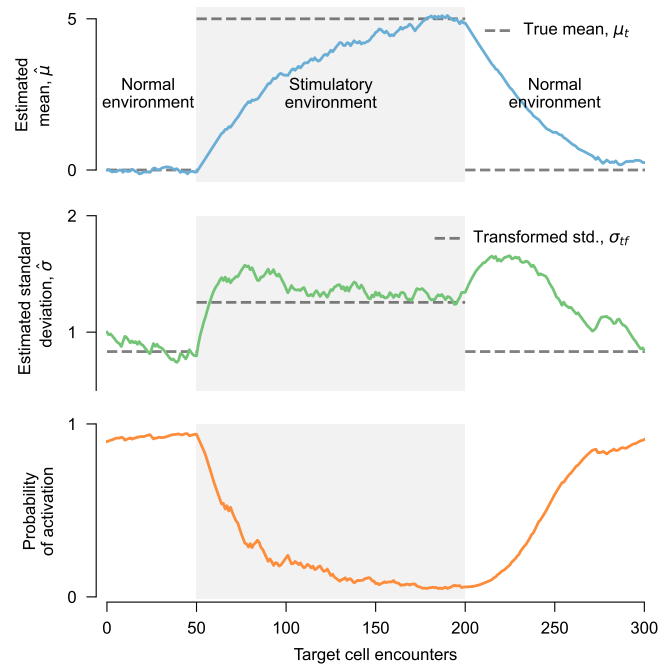 5
0
Estimated
mean, μ̂
Normal
environment
Stimulatory
environment
Normal
environment
True mean, μt
2
1
Estimated standard
deviation, σ̂
Transformed std., σtf
1
0
Probability
of activation
0 50 100 150 200 250 300
Target cell encounters